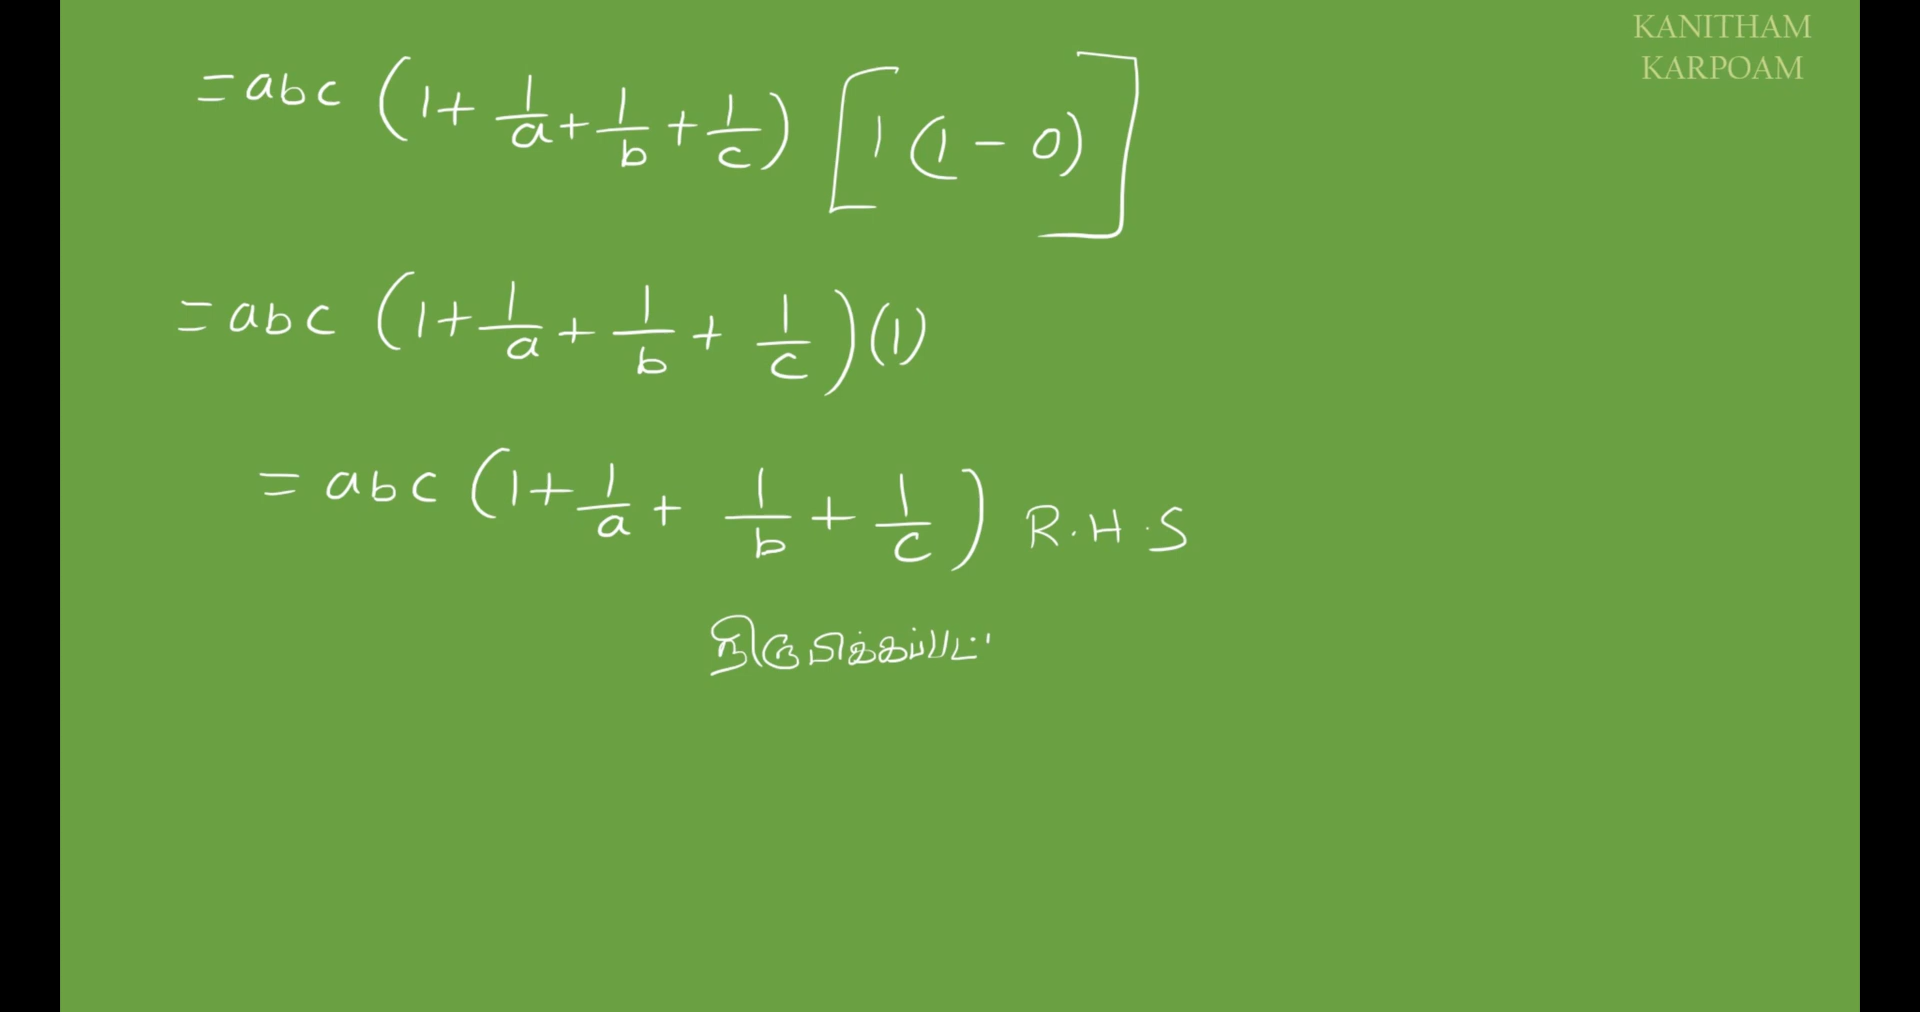 KANITHAM
KARPOAM
= abc (1 + 1/a + 1/b + 1/c) [1 (1 - 0)]
= abc (1 + 1/a + 1/b + 1/c) (1)
= abc (1 + 1/a + 1/b + 1/c) R.H.S
நிருபிக்கப்பட்